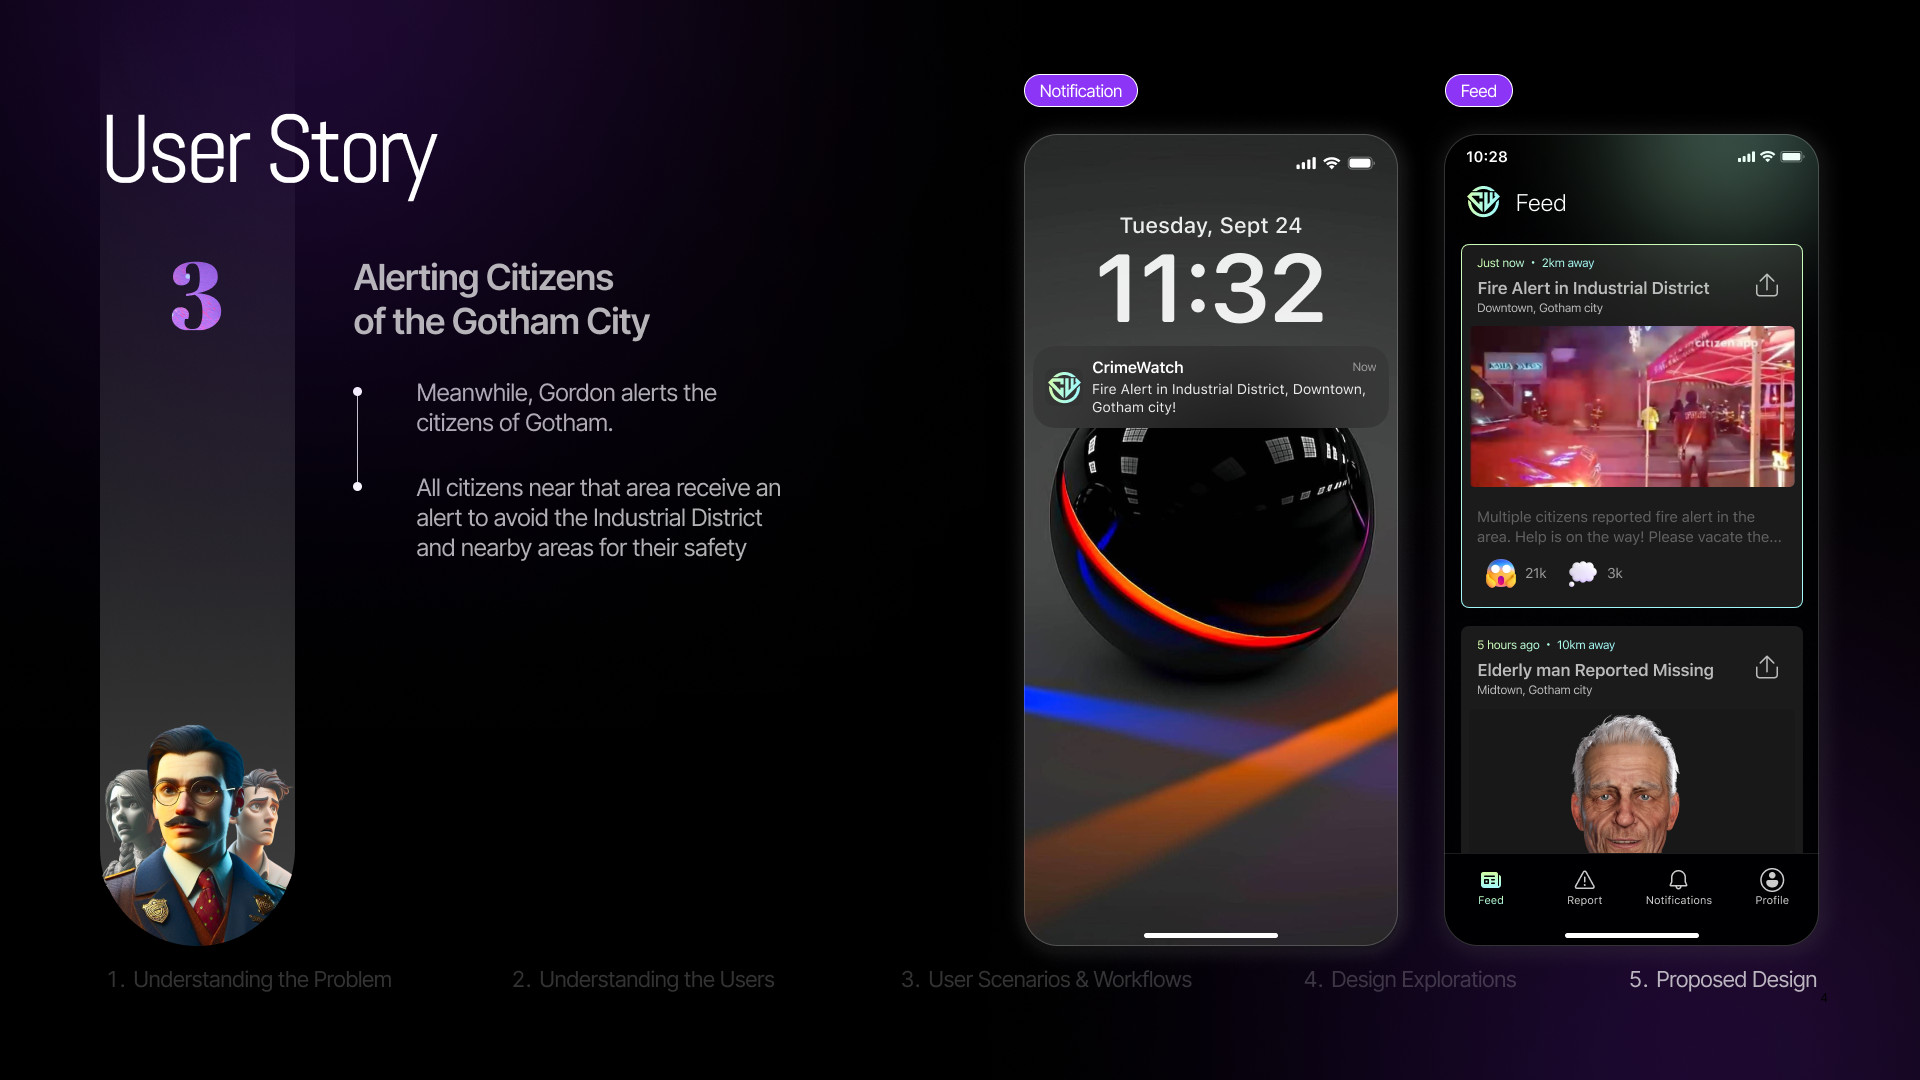 User Story
3
Alerting Citizens
of the Gotham City
Meanwhile, Gordon alerts the
citizens of Gotham.
All citizens near that area receive an
alert to avoid the Industrial District
and nearby areas for their safety
Notification
Tuesday, Sept 24
11:32
CrimeWatch
Now
Fire Alert in Industrial District, Downtown,
Gotham city!
Feed
10:28
Feed
Just now • 2km away
Fire Alert in Industrial District
Downtown, Gotham city
citizen app
Multiple citizens reported fire alert in the
area. Help is on the way! Please vacate the...
21k
3k
5 hours ago • 10km away
Elderly man Reported Missing
Midtown, Gotham city
Feed
Report
Notifications
Profile
1. Understanding the Problem
2. Understanding the Users
3. User Scenarios & Workflows
4. Design Explorations
5. Proposed Design
4